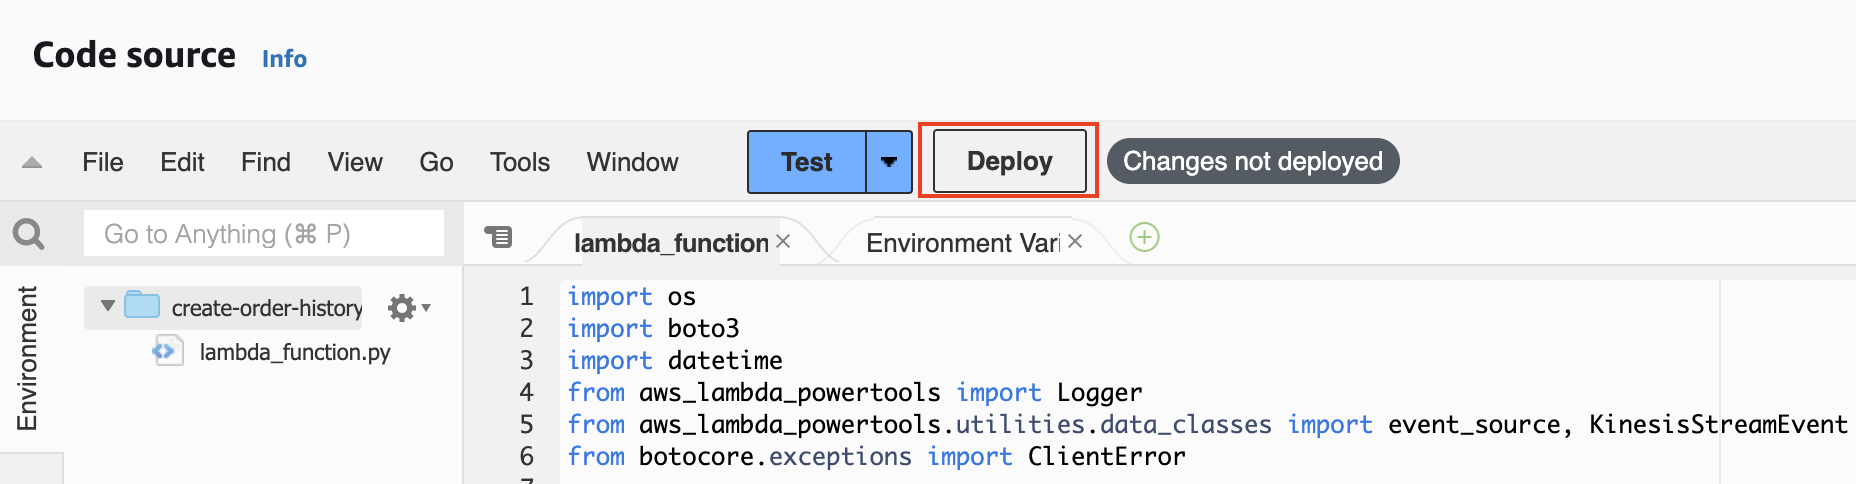 Code source Info
File Edit Find View Go Tools Window Test Deploy Changes not deployed
Go to Anything (⌘ P)
lambda_function Environment Vari
Environment
create-order-history
lambda_function.py
1 import os
2 import boto3
3 import datetime
4 from aws_lambda_powertools import Logger
5 from aws_lambda_powertools.utilities.data_classes import event_source, KinesisStreamEvent
6 from botocore.exceptions import ClientError